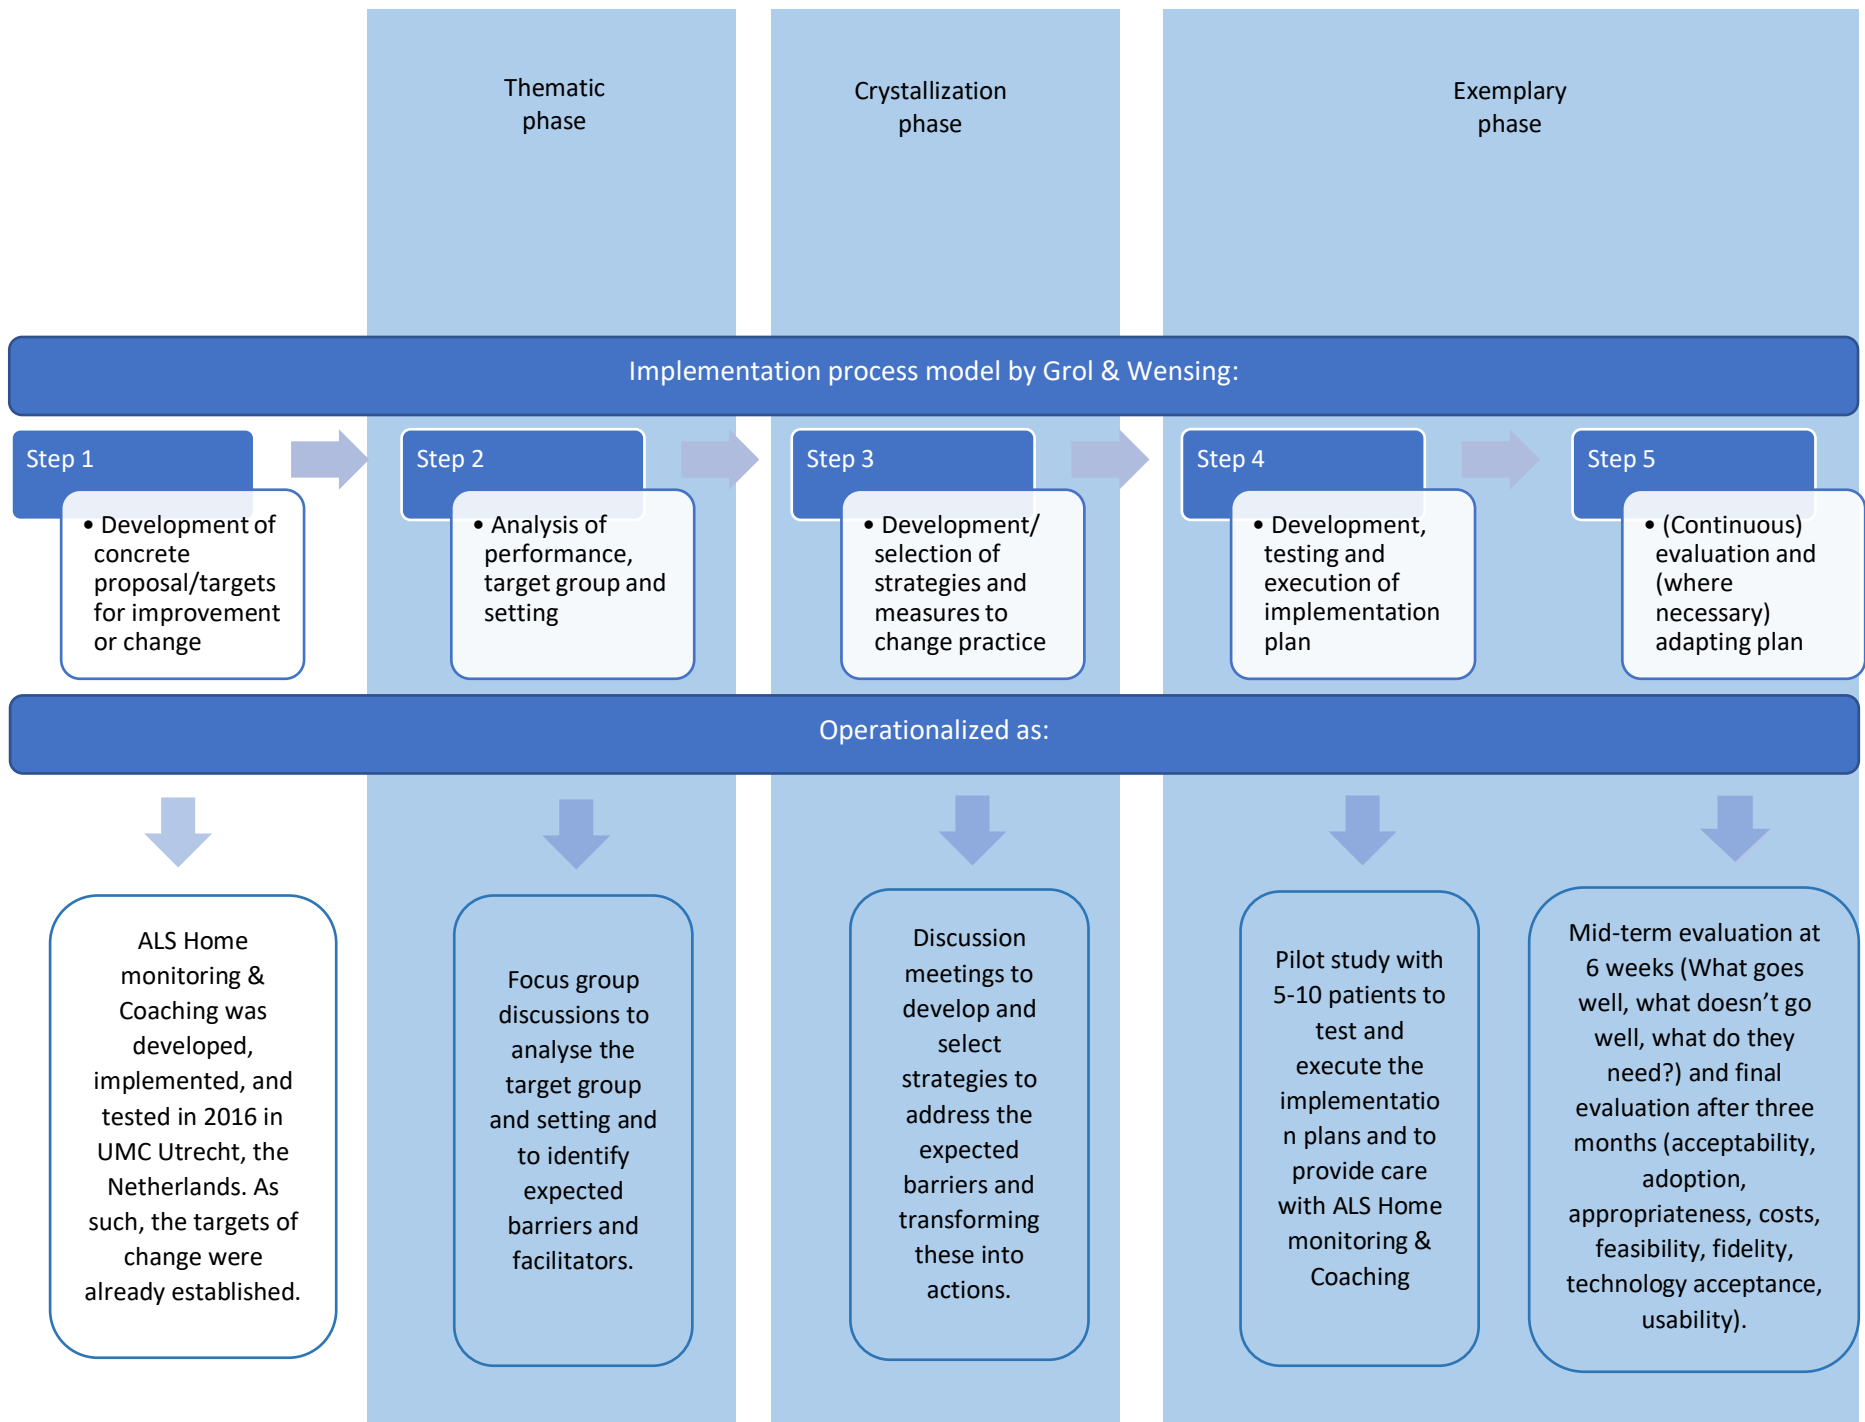 Thematic
phase
Crystallization
phase
Exemplary
phase
Implementation process model by Grol & Wensing:
Step 1
• Development of
concrete
proposal/targets
for improvement
or change
Step 2
• Analysis of
performance,
target group and
setting
Step 3
• Development/
selection of
strategies and
measures to
change practice
Step 4
• Development,
testing and
execution of
implementation
plan
Step 5
• (Continuous)
evaluation and
(where
necessary)
adapting plan
Operationalized as:
ALS Home
monitoring &
Coaching was
developed,
implemented, and
tested in 2016 in
UMC Utrecht, the
Netherlands. As
such, the targets of
change were
already established.
Focus group
discussions to
analyse the
target group
and setting and
to identify
expected
barriers and
facilitators.
Discussion
meetings to
develop and
select
strategies to
address the
expected
barriers and
transforming
these into
actions.
Pilot study with
5-10 patients to
test and
execute the
implementatio
n plans and to
provide care
with ALS Home
monitoring &
Coaching
Mid-term evaluation at
6 weeks (What goes
well, what doesn’t go
well, what do they
need?) and final
evaluation after three
months (acceptability,
adoption,
appropriateness, costs,
feasibility, fidelity,
technology acceptance,
usability).